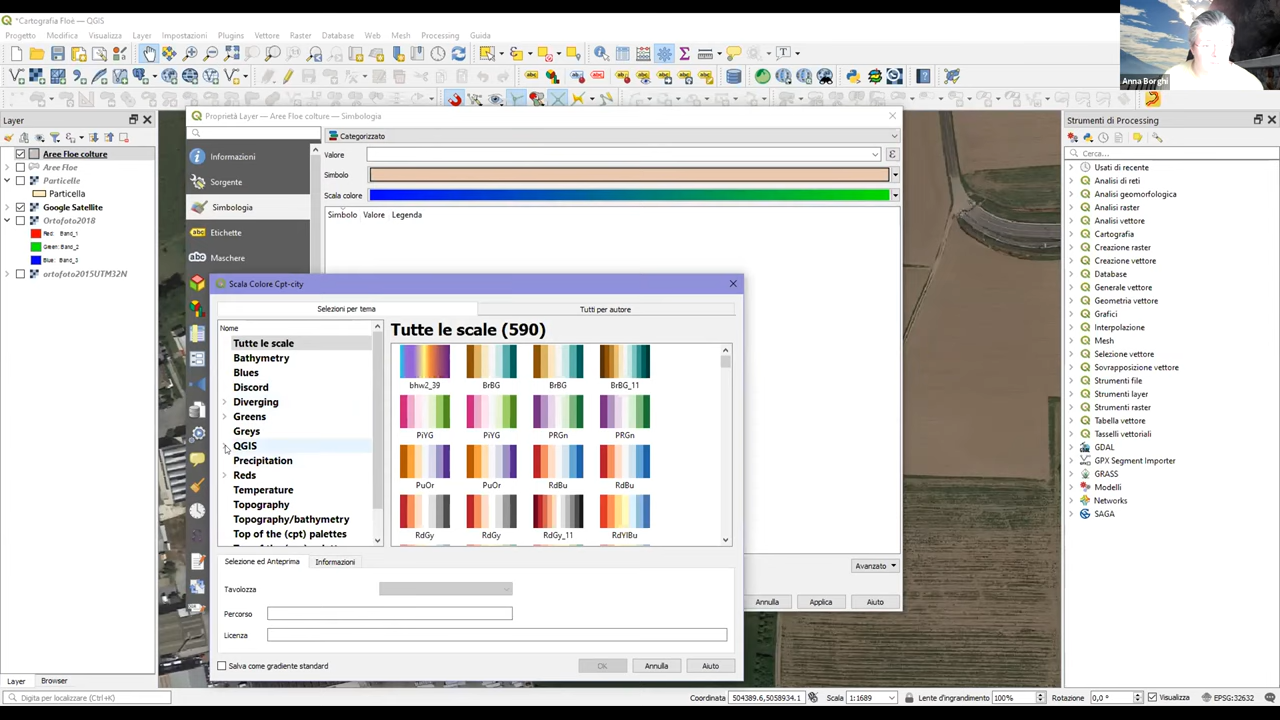 *Cartografia Floe — QGIS
Progetto Modifica Visualizza Layer Impostazioni Plugins Vettore Raster Database Web Mesh Processing Guida
Anna Borghi
Layer
Aree Floe colture
Aree Floe
Particelle
Particella
Google Satellite
Ortofoto2018
Red: Band_1
Green: Band_2
Blue: Band_3
ortofoto2015UTM32N
Proprietà Layer — Aree Floe colture — Simbologia
Informazioni
Sorgente
Simbologia
Etichette
Maschere
Categorizzato
Valore
Simbolo
Scala colore
Simbolo Valore Legenda
Scala Colore Cpt-city
Selezioni per tema Tutti per autore
Nome
Tutte le scale
Bathymetry
Blues
Discord
Diverging
Greens
Greys
QGIS
Precipitation
Reds
Temperature
Topography
Topography/bathymetry
Top of the (cpt) palettes
Tutte le scale (590)
bhw2_39 BrBG BrBG BrBG_11
PiYG PiYG PRGn PRGn
PuOr PuOr RdBu RdBu
RdGy RdGy RdGy_11 RdYlBu
Selezione ed Anteprima Informazioni
Tavolozza
Percorso
Licenza
Salva come gradiente standard
Ok Annulla Aiuto
Avanzato
Annulla Applica Aiuto
Strumenti di Processing
Cerca...
Usati di recente
Analisi di reti
Analisi geomorfologica
Analisi raster
Analisi vettore
Cartografia
Creazione raster
Creazione vettore
Database
Generale vettore
Geometria vettore
Grafici
Interpolazione
Mesh
Selezione vettore
Sovrapposizione vettore
Strumenti file
Strumenti layer
Strumenti raster
Tabella vettore
Tasselli vettoriali
GDAL
GPX Segment Importer
GRASS
Modelli
Networks
SAGA
Layer Browser
Digita per localizzare (Ctrl+K)
Coordinata 504389.6,5058934.1 Scala 1:1689 Lente d'ingrandimento 100% Rotazione 0,0 ° Visualizza EPSG:32632